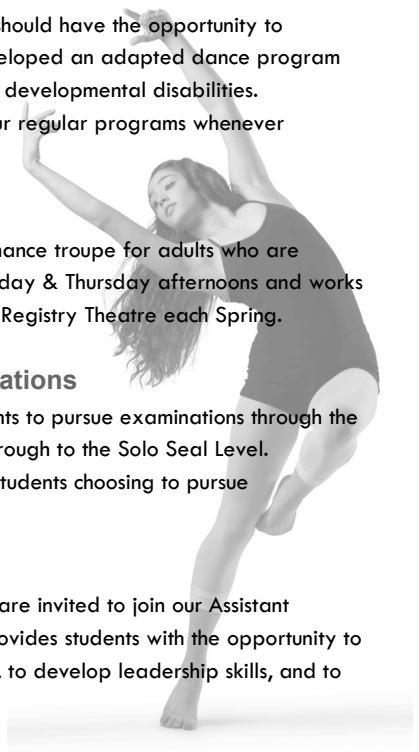 should have the opportunity to
eloped an adapted dance program
developmental disabilities.
ur regular programs whenever
nance troupe for adults who are
day & Thursday afternoons and works
Registry Theatre each Spring.
ations
nts to pursue examinations through the
rough to the Solo Seal Level.
tudents choosing to pursue
are invited to join our Assistant
ovides students with the opportunity to
, to develop leadership skills, and to